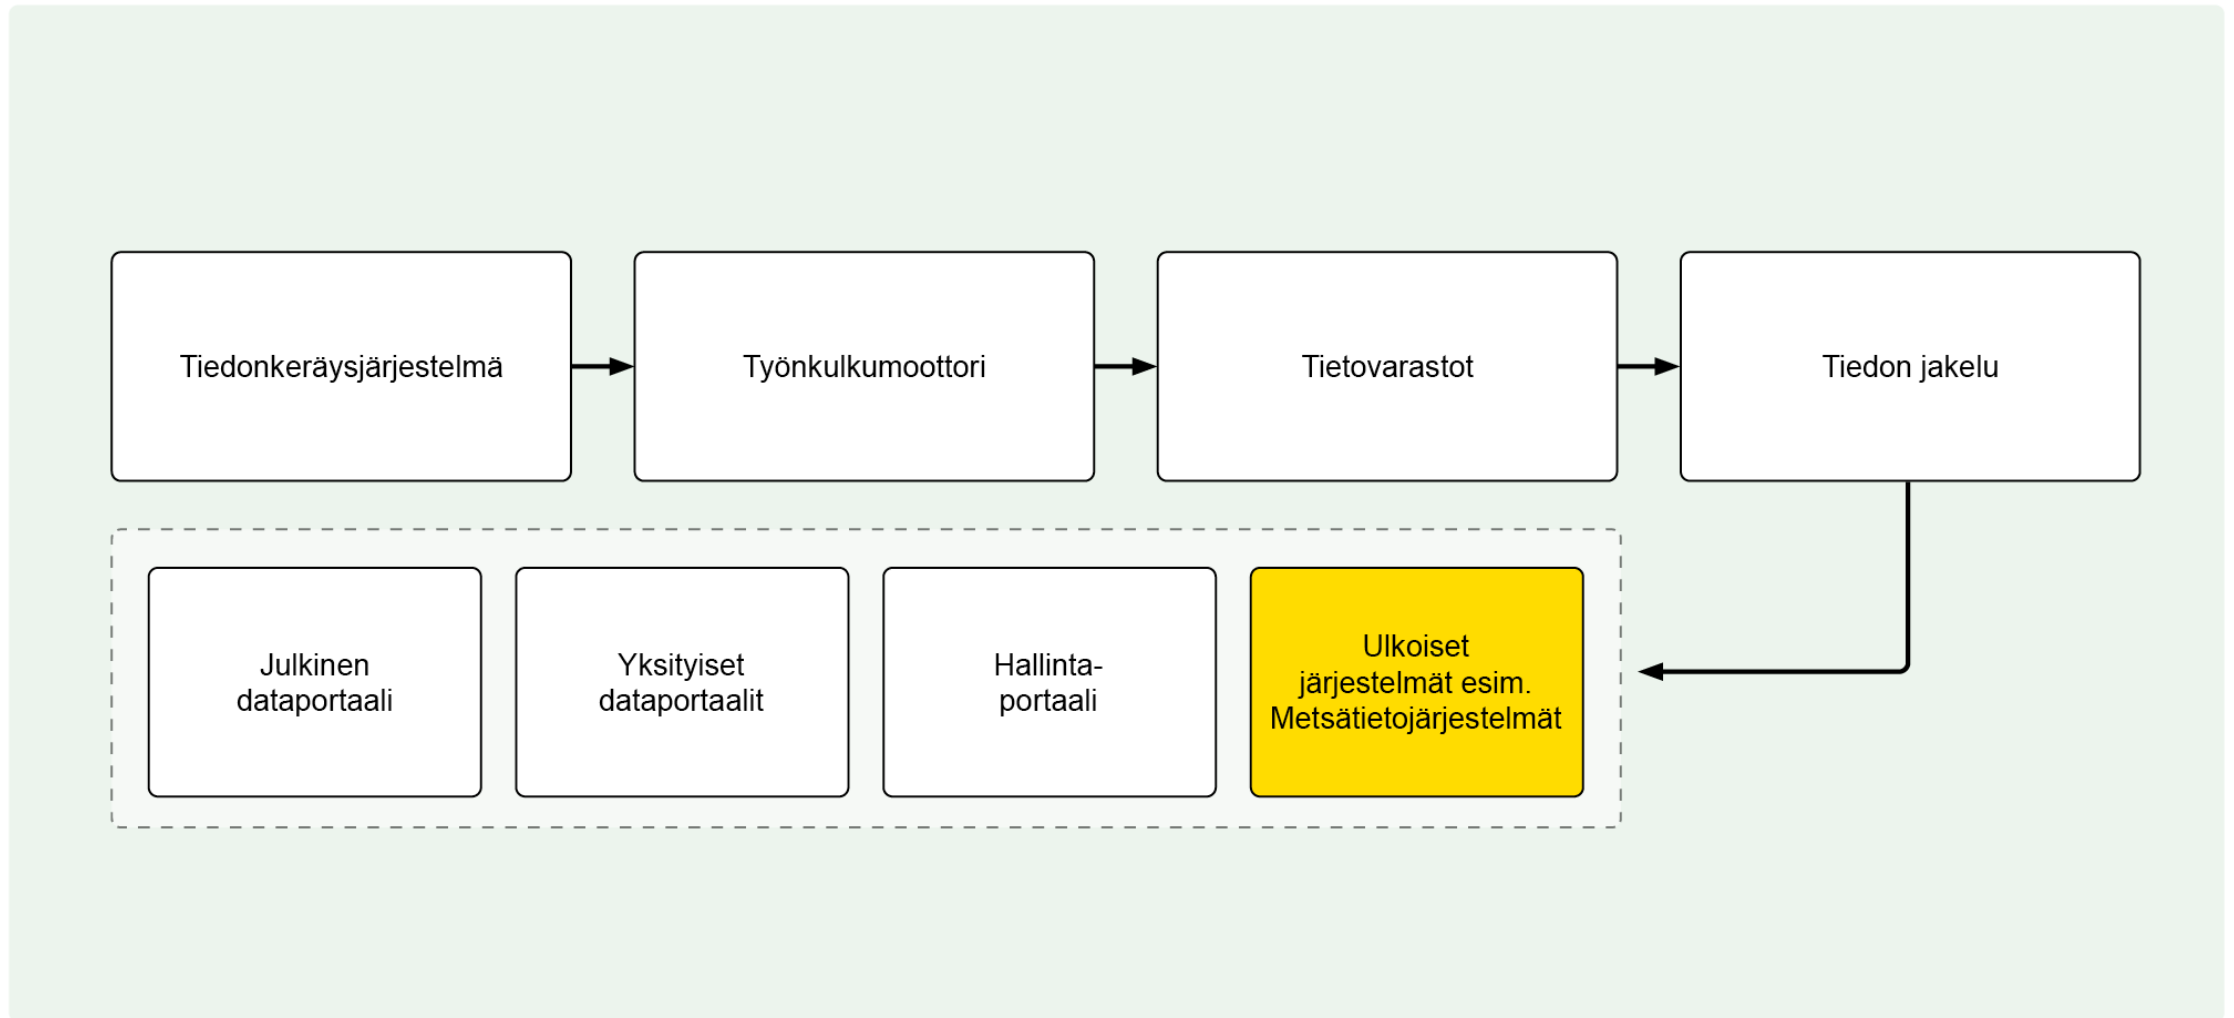 Tiedonkeräysjärjestelmä
Työnkulkumoottori
Tietovarastot
Tiedon jakelu
Julkinen
dataportaali
Yksityiset
dataportaalit
Hallinta-
portaali
Ulkoiset
järjestelmät esim.
Metsätietojärjestelmät